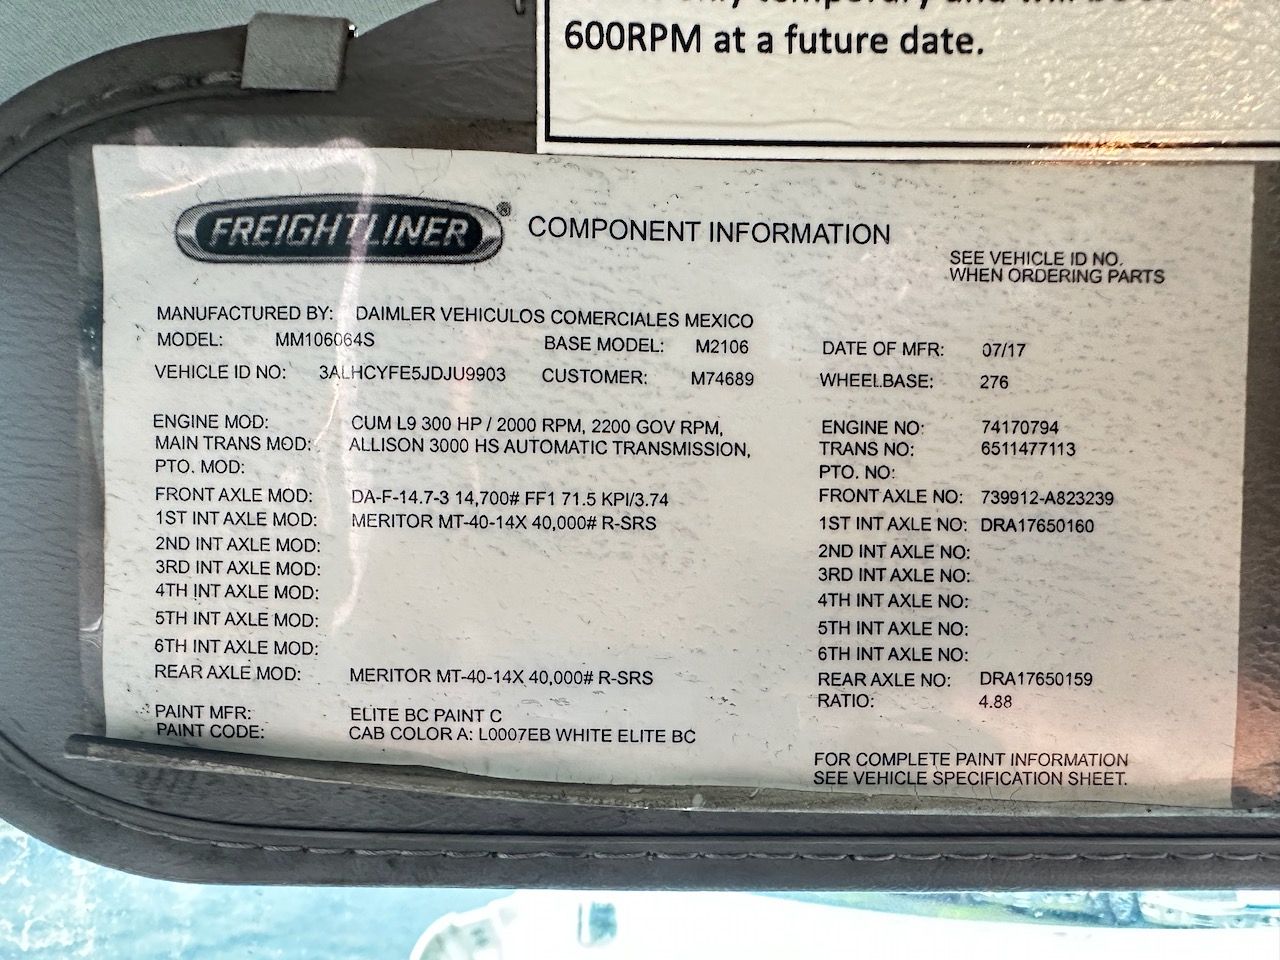 600RPM at a future date.
FREIGHTLINER® COMPONENT INFORMATION
SEE VEHICLE ID NO.
WHEN ORDERING PARTS
MANUFACTURED BY: DAIMLER VEHICULOS COMERCIALES MEXICO
MODEL: MM106064S BASE MODEL: M2106 DATE OF MFR: 07/17
VEHICLE ID NO: 3ALHCYFE5JDJU9903 CUSTOMER: M74689 WHEELBASE: 276
ENGINE MOD: CUM L9 300 HP / 2000 RPM, 2200 GOV RPM, ENGINE NO: 74170794
MAIN TRANS MOD: ALLISON 3000 HS AUTOMATIC TRANSMISSION, TRANS NO: 6511477113
PTO. MOD: PTO. NO:
FRONT AXLE MOD: DA-F-14.7-3 14,700# FF1 71.5 KPI/3.74 FRONT AXLE NO: 739912-A823239
1ST INT AXLE MOD: MERITOR MT-40-14X 40,000# R-SRS 1ST INT AXLE NO: DRA17650160
2ND INT AXLE MOD: 2ND INT AXLE NO:
3RD INT AXLE MOD: 3RD INT AXLE NO:
4TH INT AXLE MOD: 4TH INT AXLE NO:
5TH INT AXLE MOD: 5TH INT AXLE NO:
6TH INT AXLE MOD: 6TH INT AXLE NO:
REAR AXLE MOD: MERITOR MT-40-14X 40,000# R-SRS REAR AXLE NO: DRA17650159
RATIO: 4.88
PAINT MFR: ELITE BC PAINT C
PAINT CODE: CAB COLOR A: L0007EB WHITE ELITE BC
FOR COMPLETE PAINT INFORMATION
SEE VEHICLE SPECIFICATION SHEET.